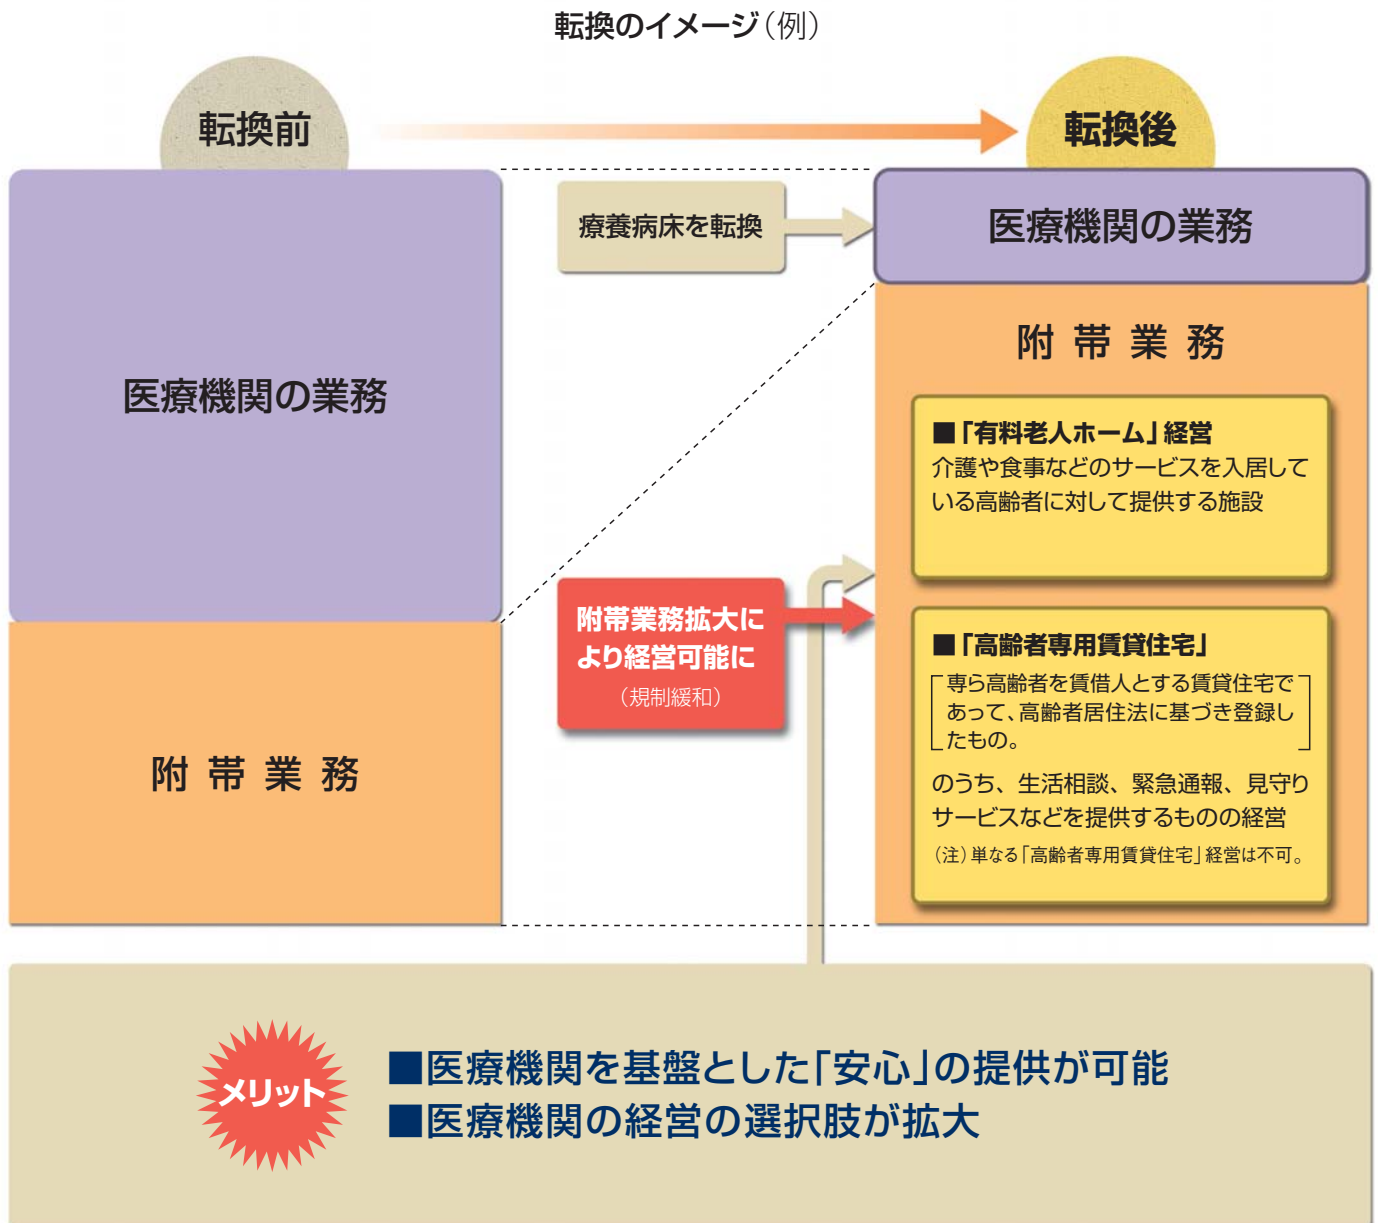 転換のイメージ（例）
転換前
転換後
医療機関の業務
附帯業務
療養病床を転換
附帯業務拡大に
より経営可能に
（規制緩和）
医療機関の業務
附帯業務
■「有料老人ホーム」経営
介護や食事などのサービスを入居して
いる高齢者に対して提供する施設
■「高齢者専用賃貸住宅」
専ら高齢者を賃借人とする賃貸住宅で
あって、高齢者居住法に基づき登録し
たもの。
のうち、生活相談、緊急通報、見守り
サービスなどを提供するものの経営
（注）単なる「高齢者専用賃貸住宅」経営は不可。
メリット
■医療機関を基盤とした「安心」の提供が可能
■医療機関の経営の選択肢が拡大